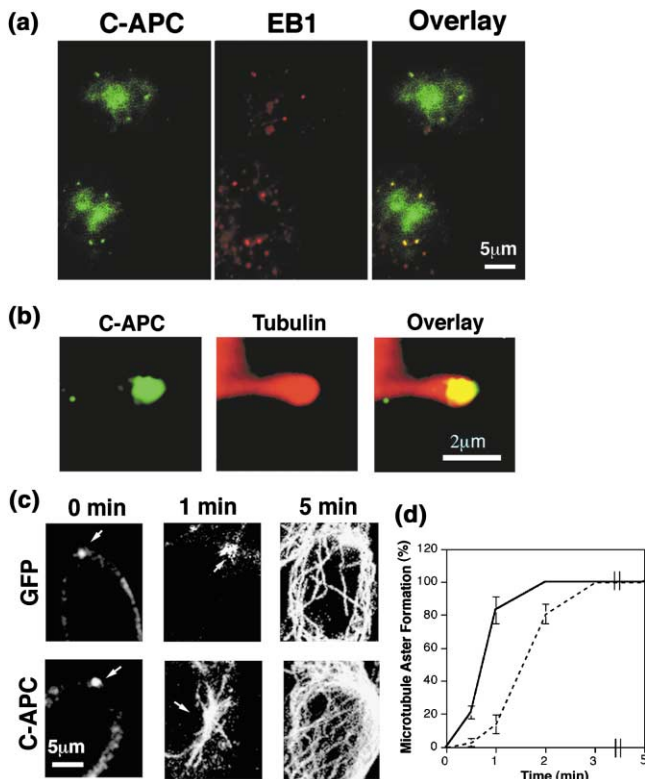 (a)
C-APC EB1 Overlay
5μm
(b)
C-APC Tubulin Overlay
2μm
(c)
0 min 1 min 5 min
GFP
C-APC
5μm
(d)
Microtubule Aster Formation (%)
120
100
80
60
40
20
0
0 1 2 3 5
Time (min)